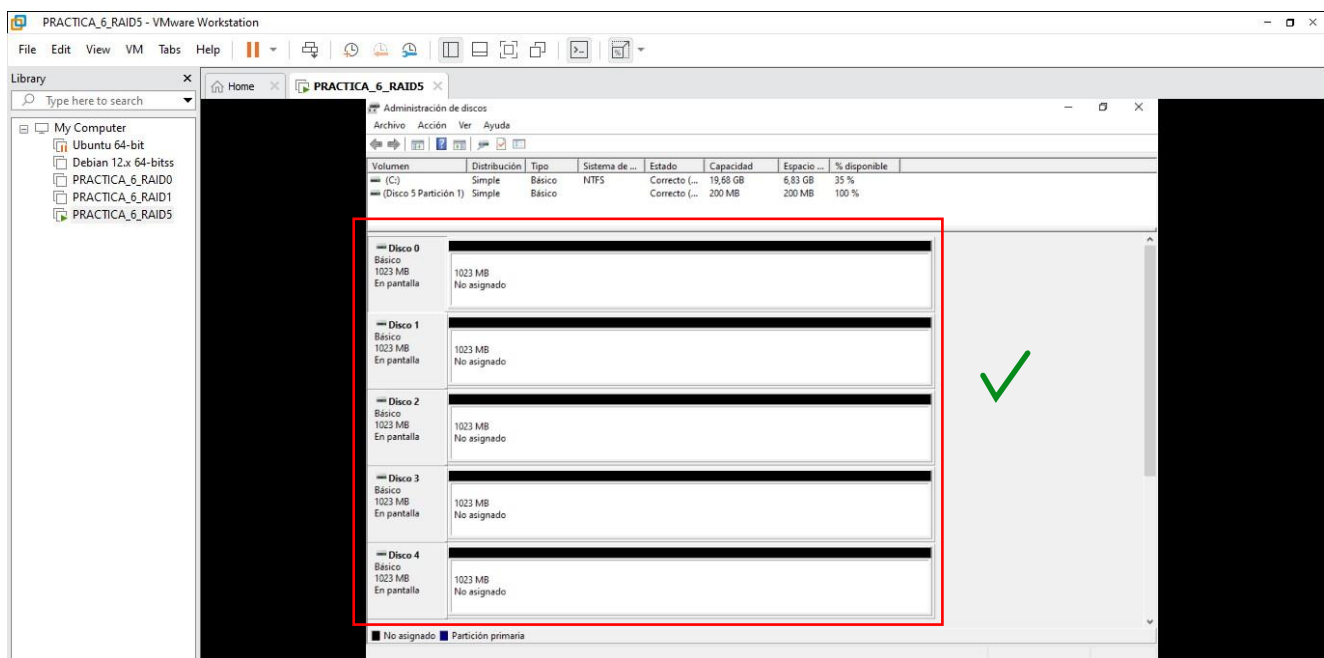 PRACTICA_6_RAID5 - VMware Workstation
File Edit View VM Tabs Help
Library
Type here to search
My Computer
Ubuntu 64-bit
Debian 12.x 64-bitss
PRACTICA_6_RAID0
PRACTICA_6_RAID1
PRACTICA_6_RAID5
Home
PRACTICA_6_RAID5
Administración de discos
Archivo Acción Ver Ayuda
Volumen Distribución Tipo Sistema de ... Estado Capacidad Espacio ... % disponible
(C:) Simple Básico NTFS Correcto (... 19,68 GB 6,83 GB 35 %
(Disco 5 Partición 1) Simple Básico Correcto (... 200 MB 200 MB 100 %
Disco 0
Básico
1023 MB
En pantalla
1023 MB
No asignado
Disco 1
Básico
1023 MB
En pantalla
1023 MB
No asignado
Disco 2
Básico
1023 MB
En pantalla
1023 MB
No asignado
Disco 3
Básico
1023 MB
En pantalla
1023 MB
No asignado
Disco 4
Básico
1023 MB
En pantalla
1023 MB
No asignado
No asignado Partición primaria